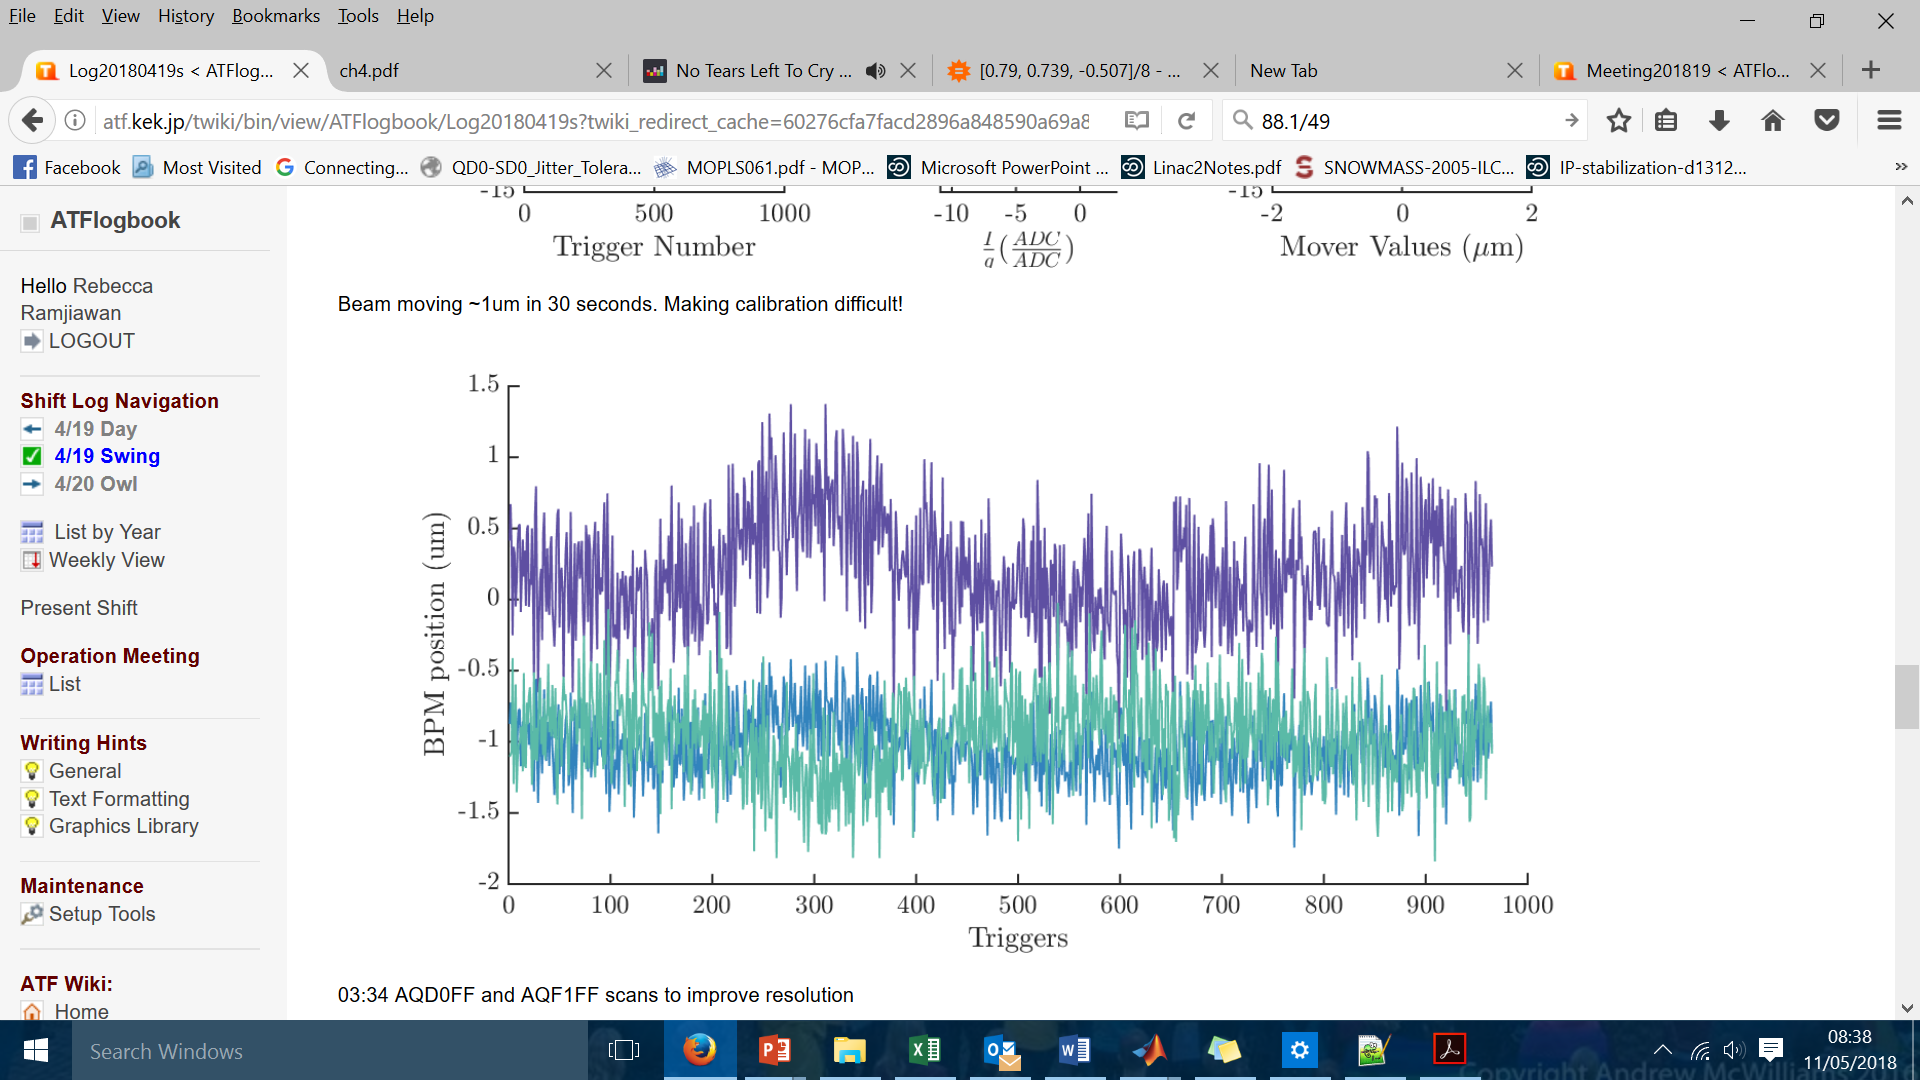 File Edit View History Bookmarks Tools Help
Log20180419s < ATFlog... ch4.pdf No Tears Left To Cry ... [0.79, 0.739, -0.507]/8 - ... New Tab Meeting201819 < ATFlo...
atf.kek.jp/twiki/bin/view/ATFlogbook/Log20180419s?twiki_redirect_cache=60276cfa7facd2896a848590a69a8 88.1/49
Facebook Most Visited Connecting... QD0-SD0_Jitter_Tolera... MOPLS061.pdf - MOP... Microsoft PowerPoint ... Linac2Notes.pdf SNOWMASS-2005-ILC... IP-stabilization-d1312... »
ATFlogbook
Hello Rebecca
Ramjiawan
LOGOUT
Shift Log Navigation
4/19 Day
4/19 Swing
4/20 Owl
List by Year
Weekly View
Present Shift
Operation Meeting
List
Writing Hints
General
Text Formatting
Graphics Library
Maintenance
Setup Tools
ATF Wiki:
Home
-15 -15
0 500 1000 -10 -5 0 -2 0 2
Trigger Number I/q (ADC/ADC) Mover Values (μm)
Beam moving ~1um in 30 seconds. Making calibration difficult!
1.5
1
0.5
0
-0.5
-1
-1.5
-2
BPM position (um)
0 100 200 300 400 500 600 700 800 900 1000
Triggers
03:34 AQD0FF and AQF1FF scans to improve resolution
Search Windows
08:38
11/05/2018
Copyright Andrew McWilliams